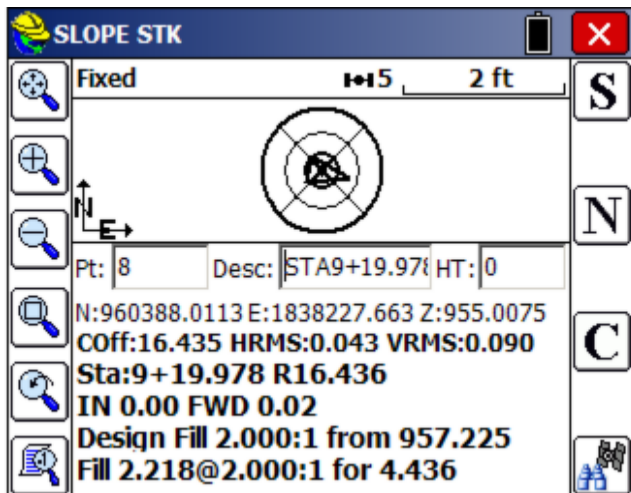 SLOPE STK
Fixed 5 2 ft
S
N
E
N
Pt: 8 Desc: STA9+19.978 HT: 0
N:960388.0113 E:1838227.663 Z:955.0075
COff:16.435 HRMS:0.043 VRMS:0.090
C
Sta:9+19.978 R16.436
IN 0.00 FWD 0.02
Design Fill 2.000:1 from 957.225
Fill 2.218@2.000:1 for 4.436